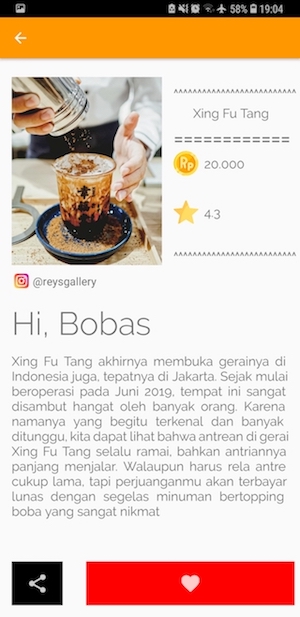 58% 19:04
^^^^^^^^^^^^^^^^^^^^^^^^^
Xing Fu Tang
============
Rp 20.000
4.3
^^^^^^^^^^^^^^^^^^^^^^^^^
@reysgallery
Hi, Bobas
Xing Fu Tang akhirnya membuka gerainya di
Indonesia juga, tepatnya di Jakarta. Sejak mulai
beroperasi pada Juni 2019, tempat ini sangat
disambut hangat oleh banyak orang. Karena
namanya yang begitu terkenal dan banyak
ditunggu, kita dapat lihat bahwa antrean di gerai
Xing Fu Tang selalu ramai, bahkan antriannya
panjang menjalar. Walaupun harus rela antre
cukup lama, tapi perjuanganmu akan terbayar
lunas dengan segelas minuman bertopping
boba yang sangat nikmat